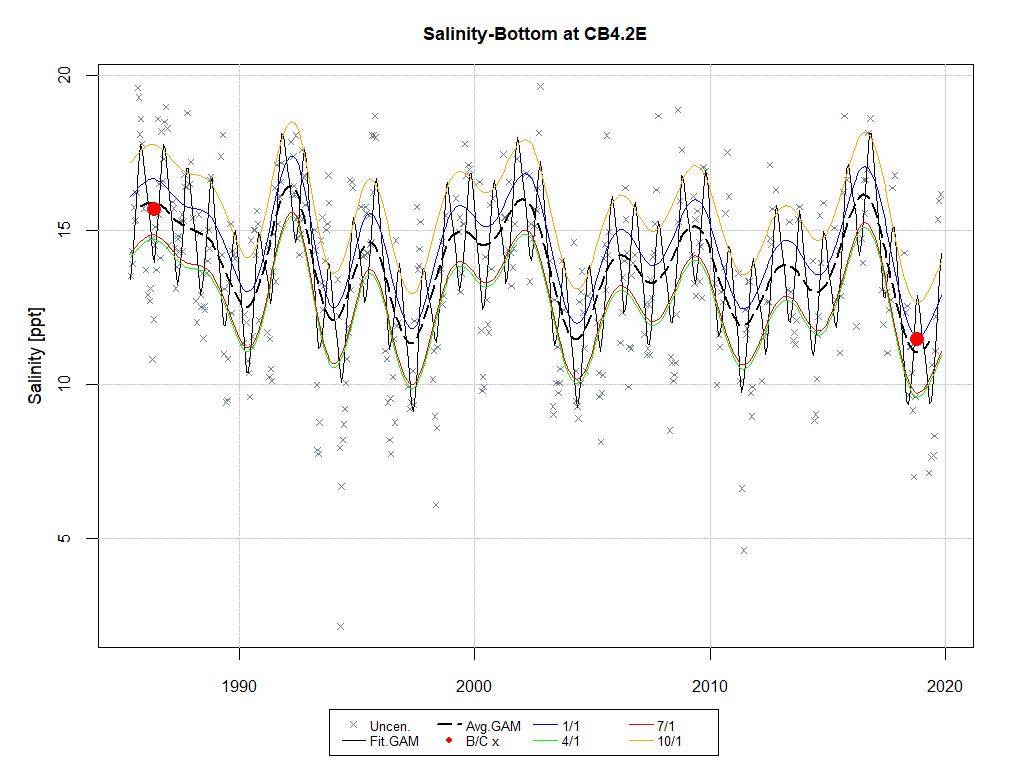 Salinity-Bottom at CB4.2E
Salinity [ppt]
20
15
10
5
1990 2000 2010 2020
Uncen. Avg.GAM 1/1 7/1
Fit.GAM B/C x 4/1 10/1